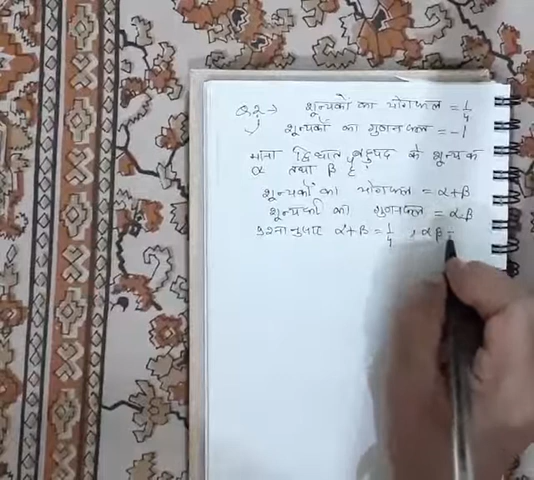 Q.2→ शून्यकों का योगफल = 1/4
शून्यकों का गुणनफल = -1
माना द्विघात बहुपद के शून्यक
α तथा β है
शून्यकों का योगफल = α+β
शून्यकों का गुणनफल = αβ
प्रश्नानुसार α+β = 1/4 , αβ =